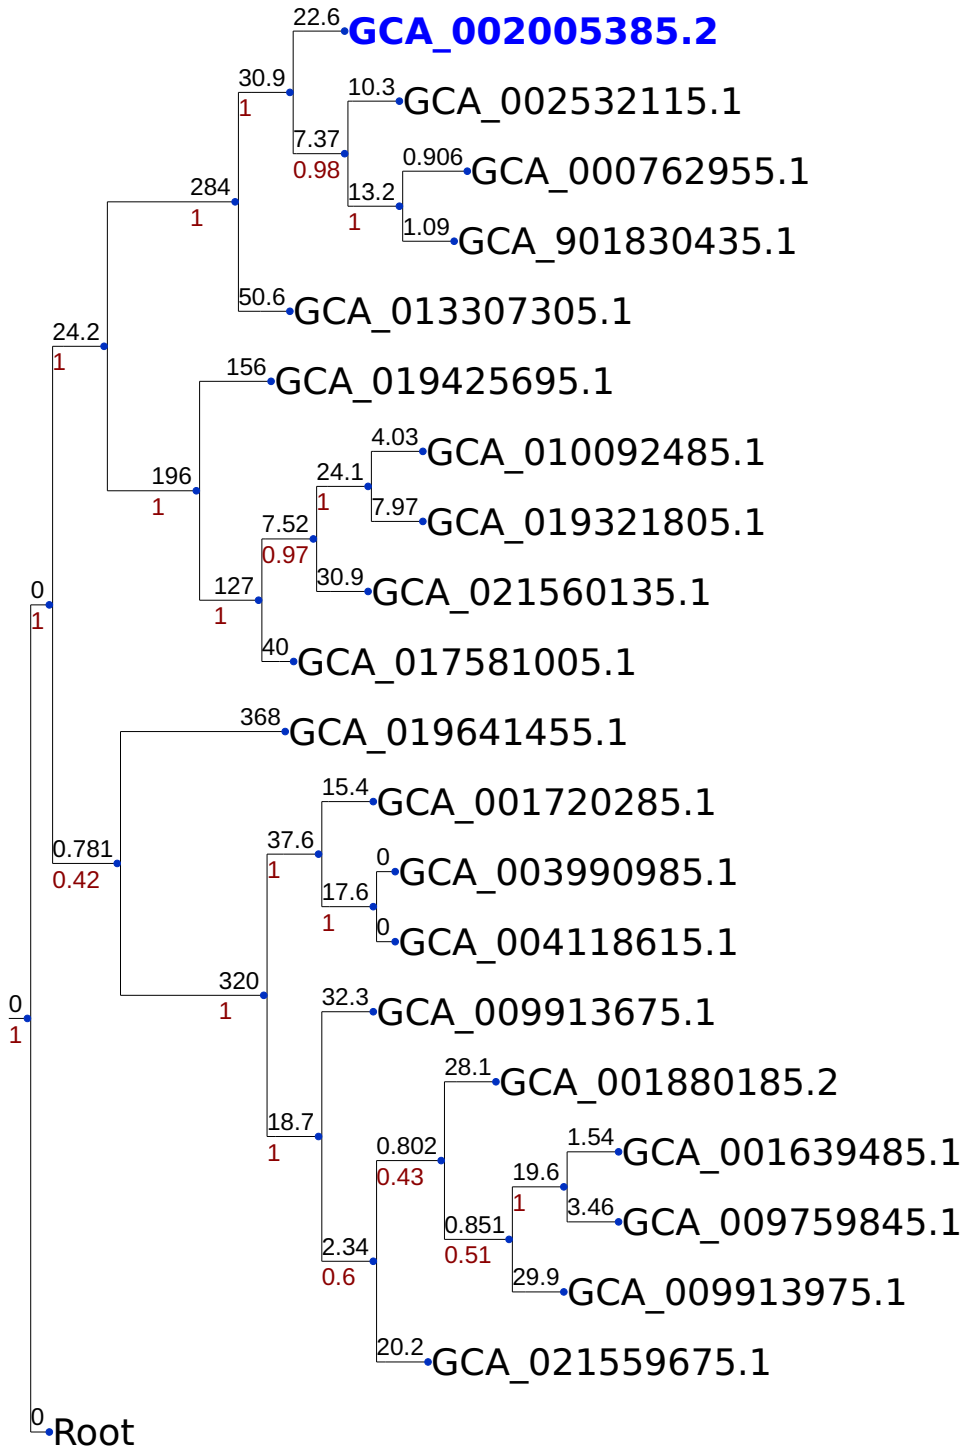 22.6
GCA_002005385.2
30.9
1
10.3
GCA_002532115.1
7.37
0.98
0.906
GCA_000762955.1
13.2
1
284
1
1.09
GCA_901830435.1
50.6
GCA_013307305.1
24.2
1
156
GCA_019425695.1
4.03
GCA_010092485.1
196
1
24.1
1
7.97
GCA_019321805.1
7.52
0.97
127
1
30.9
GCA_021560135.1
0
1
40
GCA_017581005.1
368
GCA_019641455.1
15.4
GCA_001720285.1
37.6
1
0.781
0.42
0
GCA_003990985.1
17.6
1
0
GCA_004118615.1
320
1
0
1
32.3
GCA_009913675.1
28.1
GCA_001880185.2
18.7
1
0.802
0.43
1.54
GCA_001639485.1
19.6
1
3.46
GCA_009759845.1
0.851
0.51
2.34
0.6
29.9
GCA_009913975.1
20.2
GCA_021559675.1
0
Root